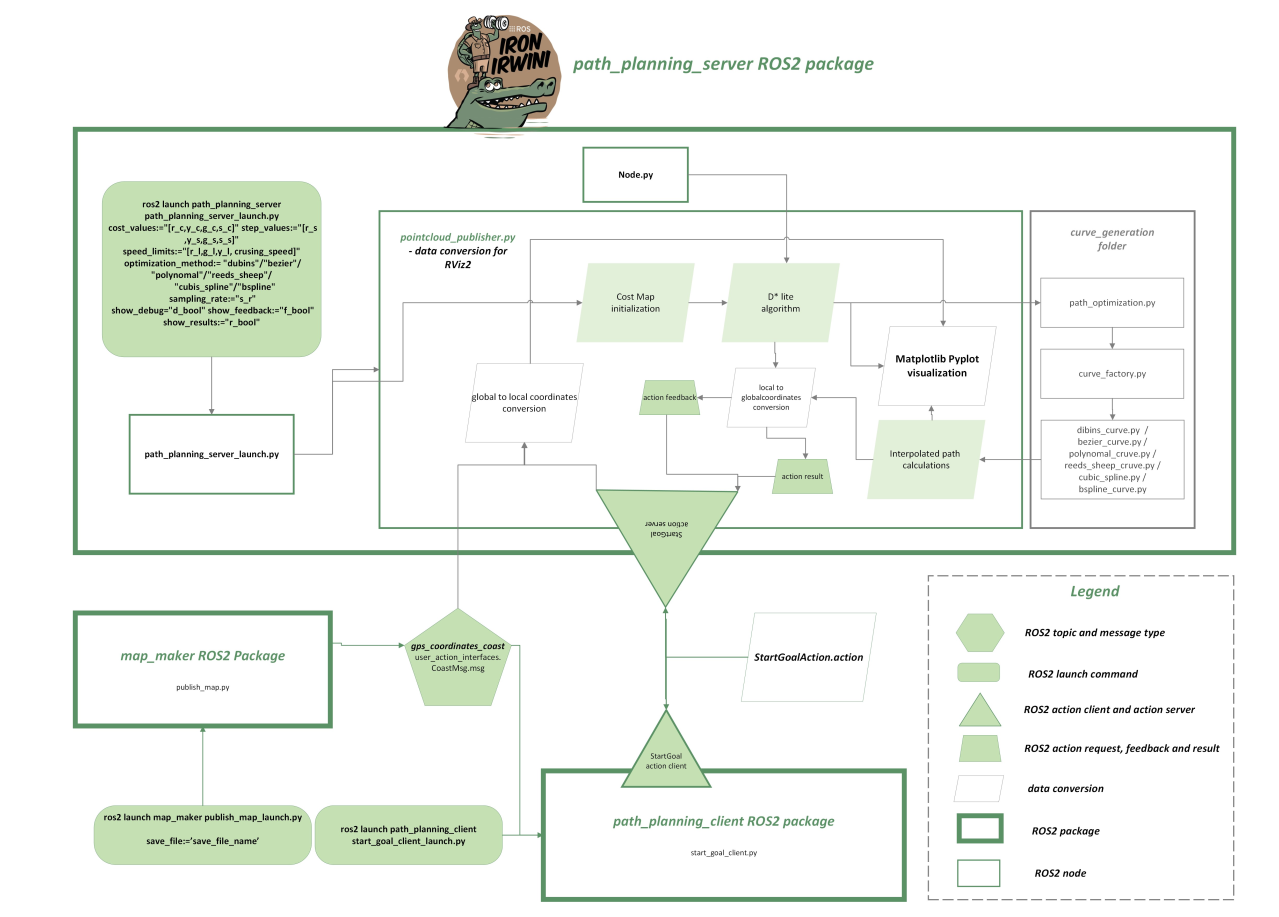 ROS
IRON
IRWINI
path_planning_server ROS2 package
Node.py
ros2 launch path_planning_server
path_planning_server_launch.py
cost_values:="[r_c,y_c,g_c,s_c]" step_values:="[r_s
,y_s,g_s,s_s]"
speed_limits:="[r_l,g_l,y_l, crusing_speed]"
optimization_method:= "dubins"/"bezier"/
"polynomal"/"reeds_sheep"/
"cubis_spline"/"bspline"
sampling_rate:="s_r"
show_debug="d_bool" show_feedback:="f_bool"
show_results:="r_bool"
path_planning_server_launch.py
pointcloud_publisher.py
- data conversion for
RViz2
Cost Map
initialization
D* lite
algorithm
global to local coordinates
conversion
action feedback
local to
globalcoordinates
conversion
action result
Matplotlib Pyplot
visualization
Interpolated path
calculations
curve_generation
folder
path_optimization.py
curve_factory.py
dibins_curve.py /
bezier_curve.py /
polynomal_cruve.py /
reeds_sheep_cruve.py /
cubic_spline.py /
bspline_curve.py
StartGoal
action server
map_maker ROS2 Package
publish_map.py
gps_coordinates_coast
user_action_interfaces.
CoastMsg.msg
StartGoalAction.action
StartGoal
action client
path_planning_client ROS2 package
start_goal_client.py
ros2 launch map_maker publish_map_launch.py
save_file:='save_file_name'
ros2 launch path_planning_client
start_goal_client_launch.py
Legend
ROS2 topic and message type
ROS2 launch command
ROS2 action client and action server
ROS2 action request, feedback and result
data conversion
ROS2 package
ROS2 node